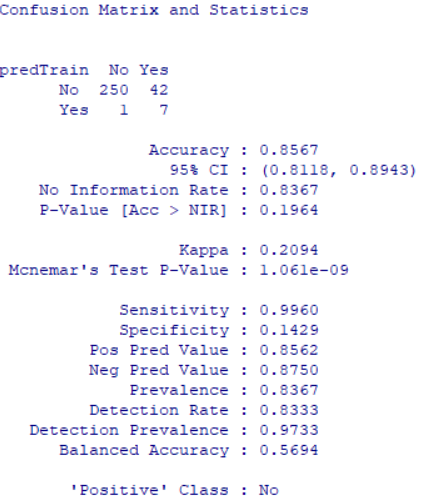 Confusion Matrix and Statistics
predTrain No Yes
No 250 42
Yes 1 7
Accuracy : 0.8567
95% CI : (0.8118, 0.8943)
No Information Rate : 0.8367
P-Value [Acc > NIR] : 0.1964
Kappa : 0.2094
Mcnemar's Test P-Value : 1.061e-09
Sensitivity : 0.9960
Specificity : 0.1429
Pos Pred Value : 0.8562
Neg Pred Value : 0.8750
Prevalence : 0.8367
Detection Rate : 0.8333
Detection Prevalence : 0.9733
Balanced Accuracy : 0.5694
'Positive' Class : No